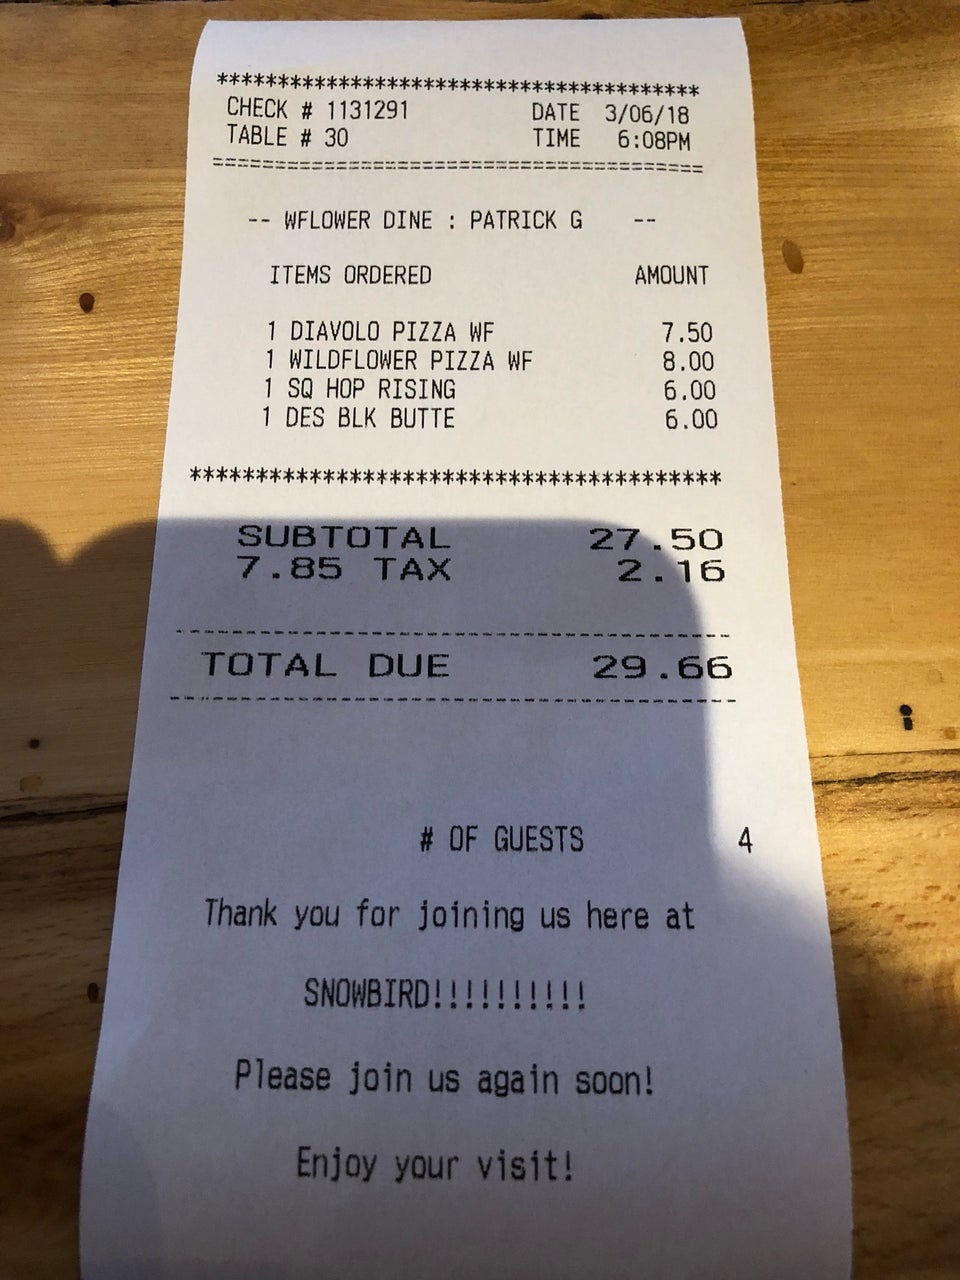 ****************************************
CHECK # 1131291 DATE 3/06/18
TABLE # 30 TIME 6:08PM
==========================================
-- WFLOWER DINE : PATRICK G --
ITEMS ORDERED AMOUNT
1 DIAVOLO PIZZA WF 7.50
1 WILDFLOWER PIZZA WF 8.00
1 SQ HOP RISING 6.00
1 DES BLK BUTTE 6.00
****************************************
SUBTOTAL 27.50
7.85 TAX 2.16
------------------------------------------
TOTAL DUE 29.66
------------------------------------------
# OF GUESTS 4
Thank you for joining us here at
SNOWBIRD!!!!!!!!!!
Please join us again soon!
Enjoy your visit!